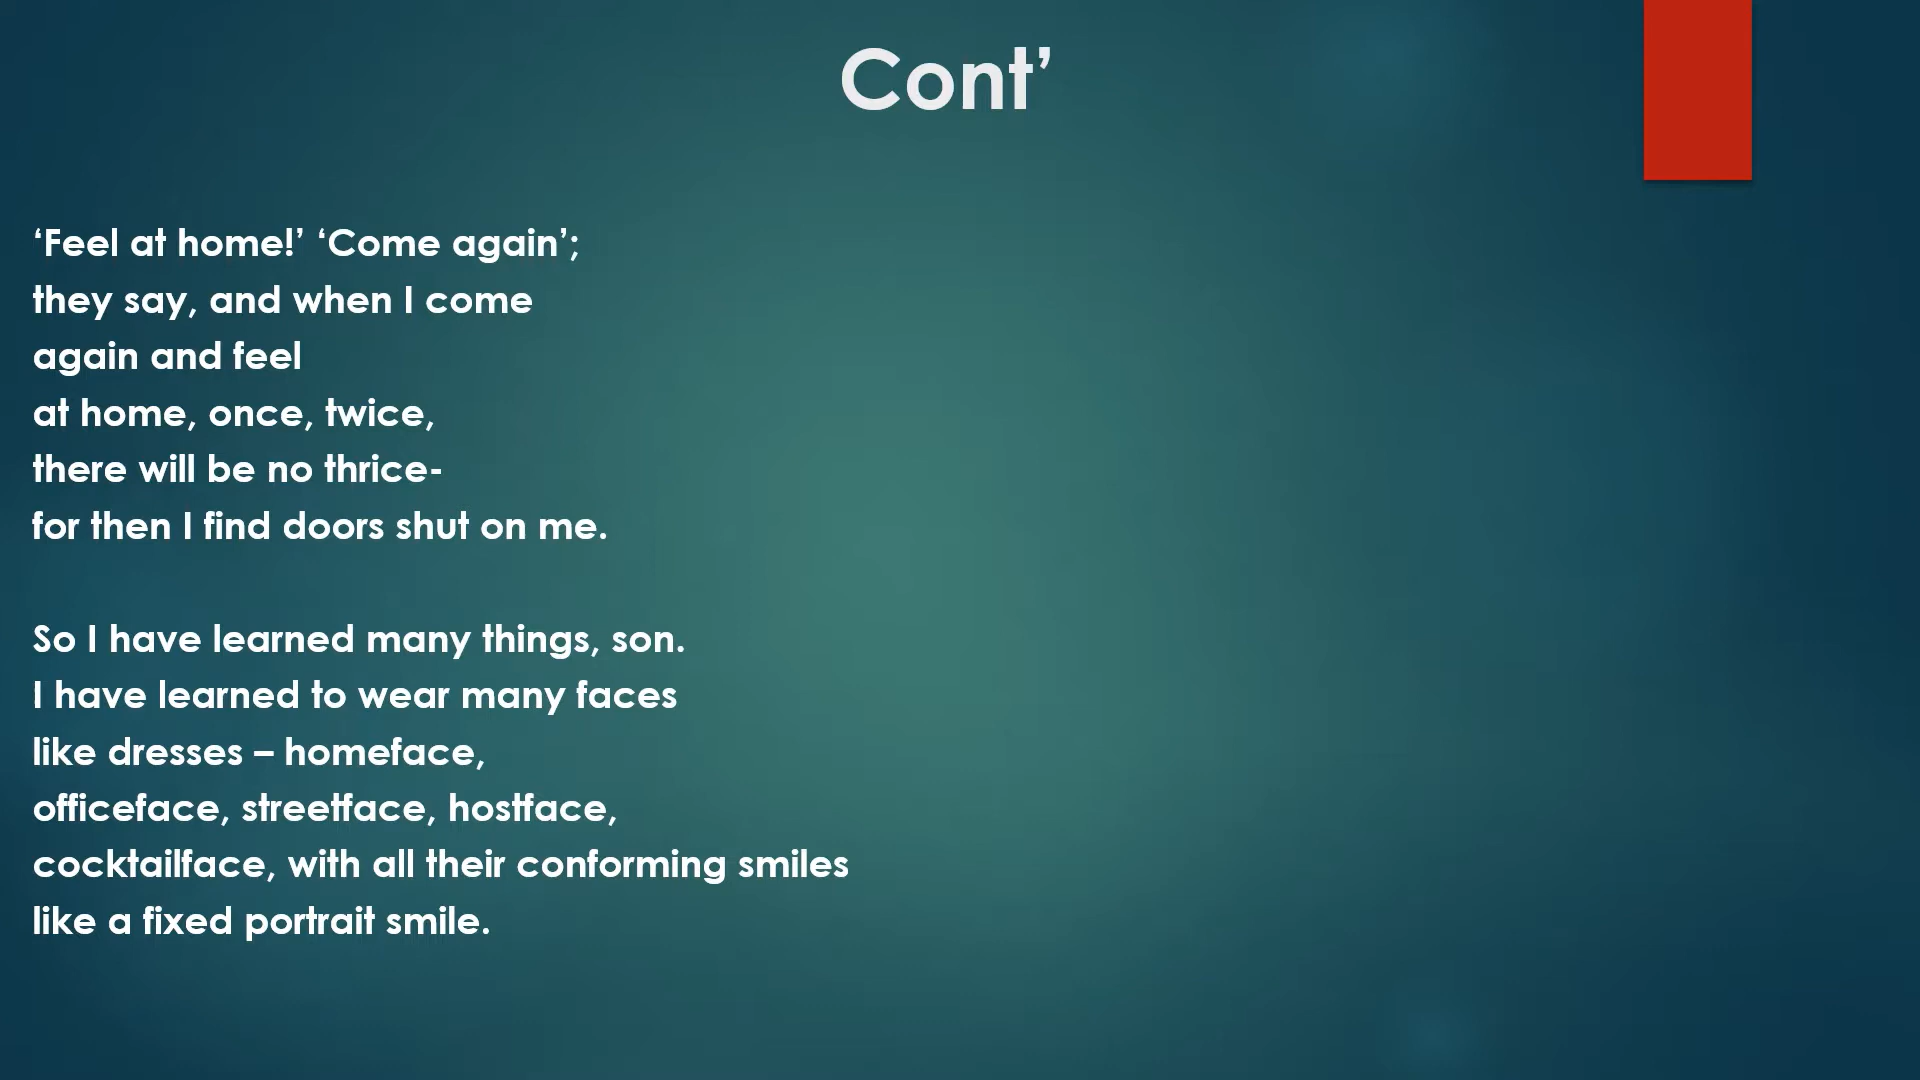 Cont’
‘Feel at home!’ ‘Come again’;
they say, and when I come
again and feel
at home, once, twice,
there will be no thrice-
for then I find doors shut on me.
So I have learned many things, son.
I have learned to wear many faces
like dresses – homeface,
officeface, streetface, hostface,
cocktailface, with all their conforming smiles
like a fixed portrait smile.